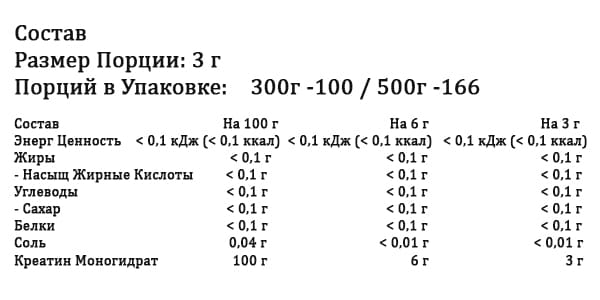 Состав
Размер Порции: 3 г
Порций в Упаковке: 300г -100 / 500г -166
Состав На 100 г На 6 г На 3 г
Энерг Ценность < 0,1 кДж (< 0,1 ккал) < 0,1 кДж (< 0,1 ккал) < 0,1 кДж (< 0,1 ккал)
Жиры < 0,1 г < 0,1 г < 0,1 г
- Насыщ Жирные Кислоты < 0,1 г < 0,1 г < 0,1 г
Углеводы < 0,1 г < 0,1 г < 0,1 г
- Сахар < 0,1 г < 0,1 г < 0,1 г
Белки < 0,1 г < 0,1 г < 0,1 г
Соль 0,04 г < 0,01 г < 0,01 г
Креатин Моногидрат 100 г 6 г 3 г